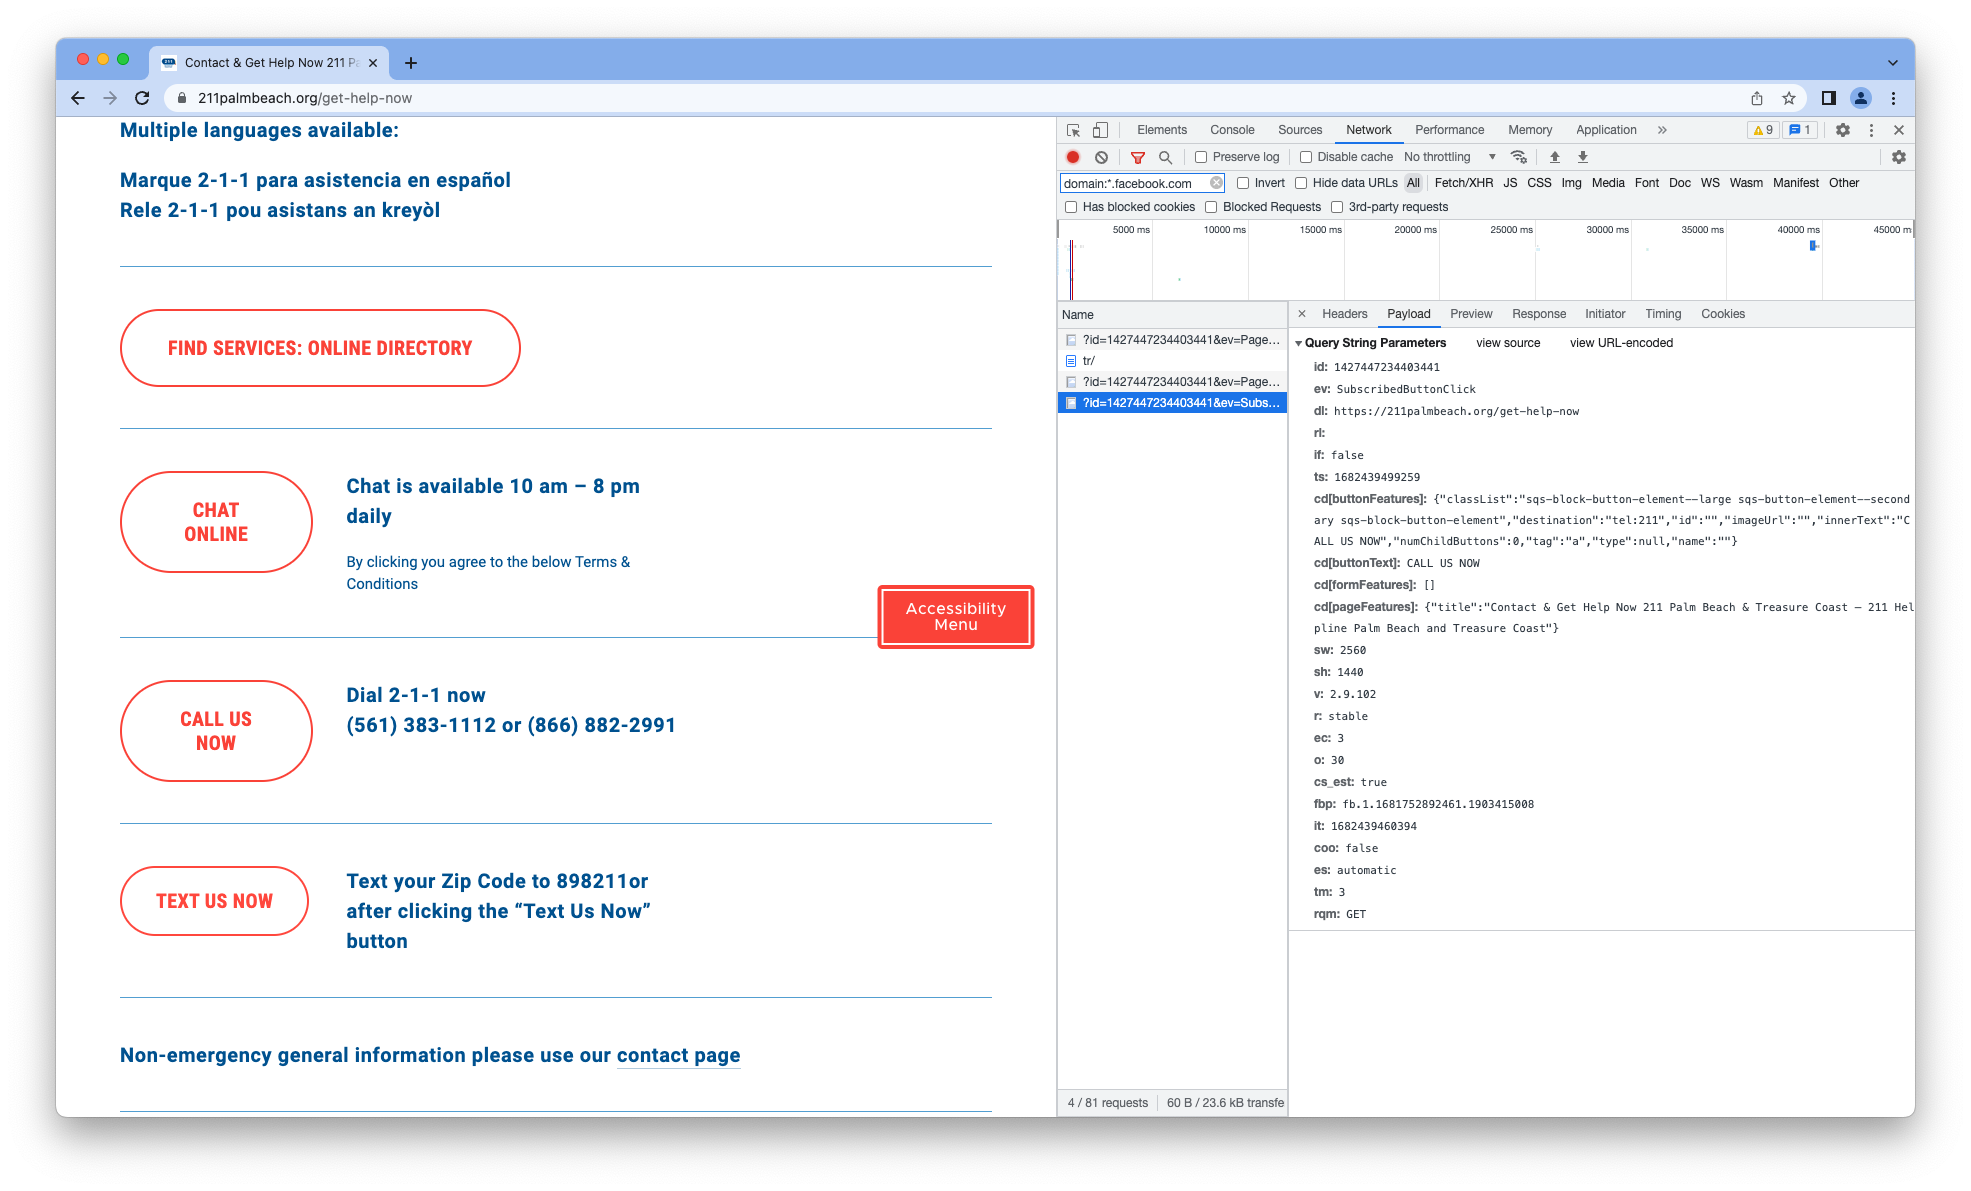 Contact & Get Help Now 211 Pa
211palmbeach.org/get-help-now
Multiple languages available:
Marque 2-1-1 para asistencia en español
Rele 2-1-1 pou asistans an kreyòl
FIND SERVICES: ONLINE DIRECTORY
CHAT
ONLINE
Chat is available 10 am – 8 pm
daily
By clicking you agree to the below Terms &
Conditions
Accessibility
Menu
CALL US
NOW
Dial 2-1-1 now
(561) 383-1112 or (866) 882-2991
TEXT US NOW
Text your Zip Code to 898211or
after clicking the “Text Us Now”
button
Non-emergency general information please use our contact page
Elements Console Sources Network Performance Memory Application » 9 1
Preserve log Disable cache No throttling
domain:*.facebook.com Invert Hide data URLs All Fetch/XHR JS CSS Img Media Font Doc WS Wasm Manifest Other
Has blocked cookies Blocked Requests 3rd-party requests
5000 ms 10000 ms 15000 ms 20000 ms 25000 ms 30000 ms 35000 ms 40000 ms 45000 m
Name
?id=1427447234403441&ev=Page...
tr/
?id=1427447234403441&ev=Page...
?id=1427447234403441&ev=Subs...
4 / 81 requests 60 B / 23.6 kB transfe
Headers Payload Preview Response Initiator Timing Cookies
Query String Parameters view source view URL-encoded
id: 1427447234403441
ev: SubscribedButtonClick
dl: https://211palmbeach.org/get-help-now
rl:
if: false
ts: 1682439499259
cd[buttonFeatures]: {"classList":"sqs-block-button-element--large sqs-button-element--second
ary sqs-block-button-element","destination":"tel:211","id":"","imageUrl":"","innerText":"C
ALL US NOW","numChildButtons":0,"tag":"a","type":null,"name":""}
cd[buttonText]: CALL US NOW
cd[formFeatures]: []
cd[pageFeatures]: {"title":"Contact & Get Help Now 211 Palm Beach & Treasure Coast — 211 Hel
pline Palm Beach and Treasure Coast"}
sw: 2560
sh: 1440
v: 2.9.102
r: stable
ec: 3
o: 30
cs_est: true
fbp: fb.1.1681752892461.1903415008
it: 1682439460394
coo: false
es: automatic
tm: 3
rqm: GET